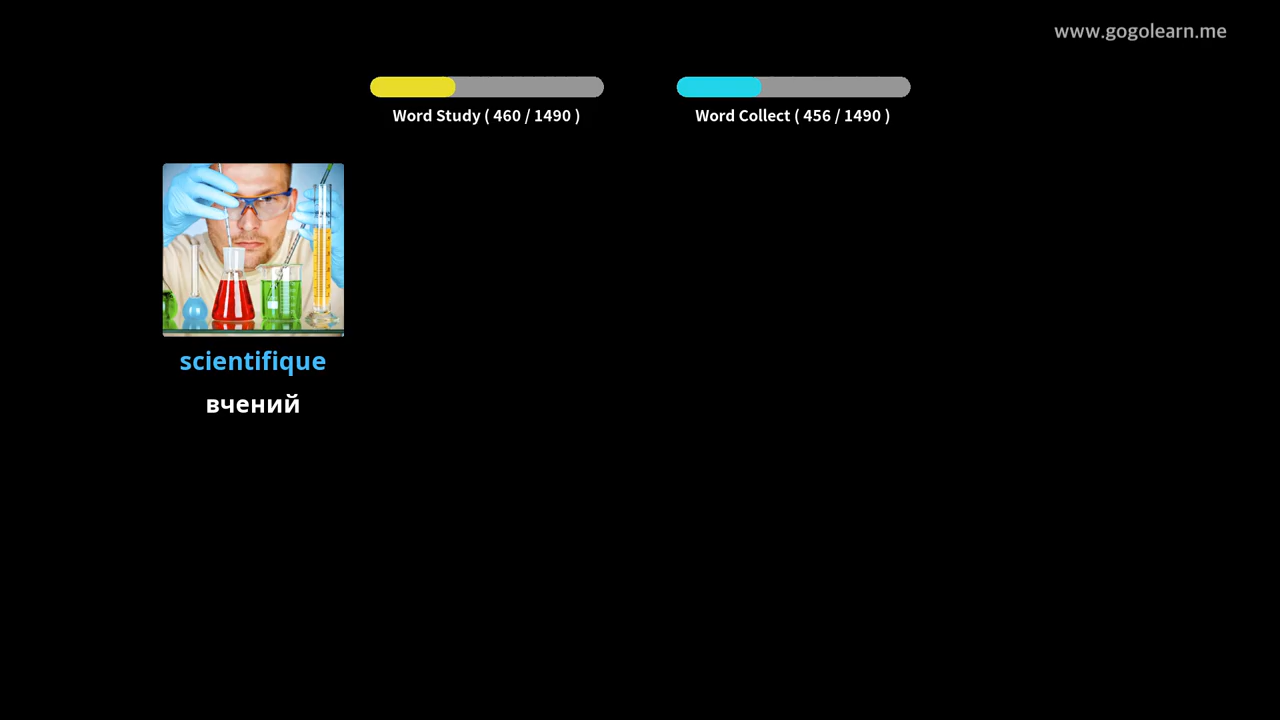 www.gogolearn.me
Word Study ( 460 / 1490 )
Word Collect ( 456 / 1490 )
scientifique
вчений